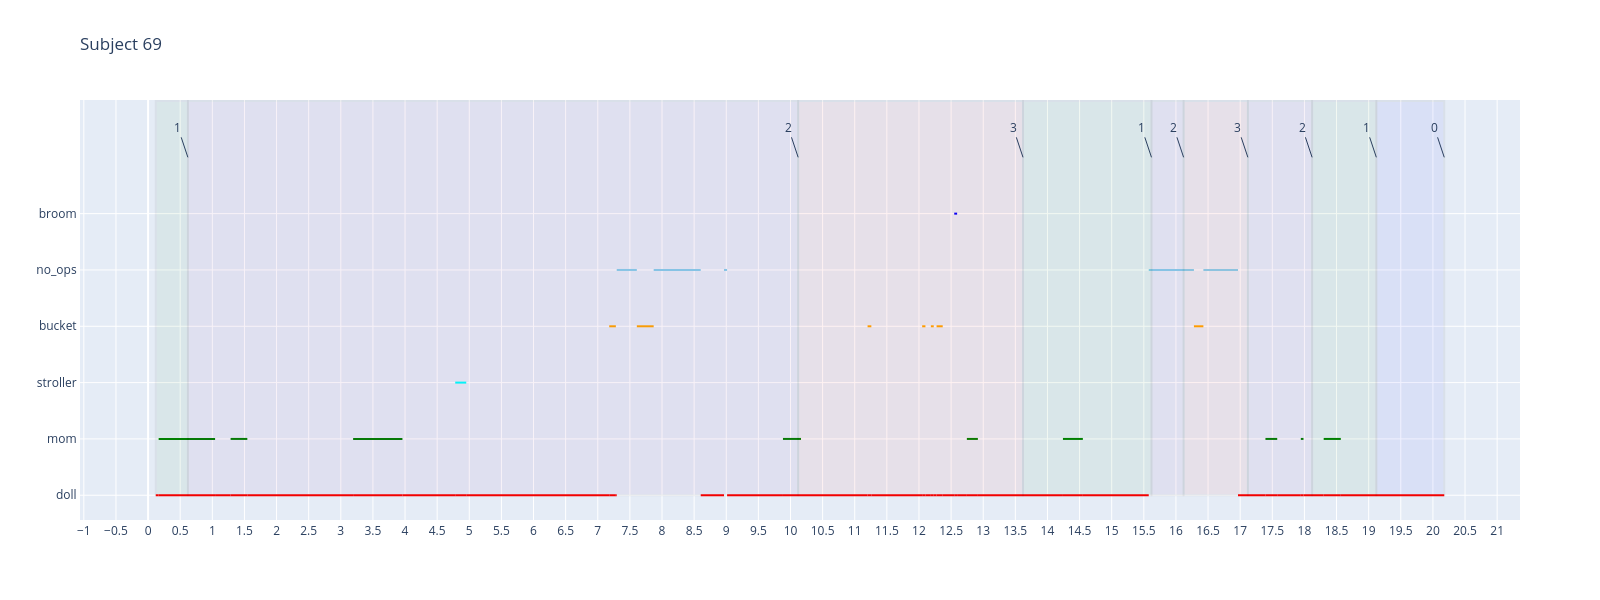 Subject 69
1 2 3 1 2 3 2 1 0
broom
no_ops
bucket
stroller
mom
doll
−1 −0.5 0 0.5 1 1.5 2 2.5 3 3.5 4 4.5 5 5.5 6 6.5 7 7.5 8 8.5 9 9.5 10 10.5 11 11.5 12 12.5 13 13.5 14 14.5 15 15.5 16 16.5 17 17.5 18 18.5 19 19.5 20 20.5 21